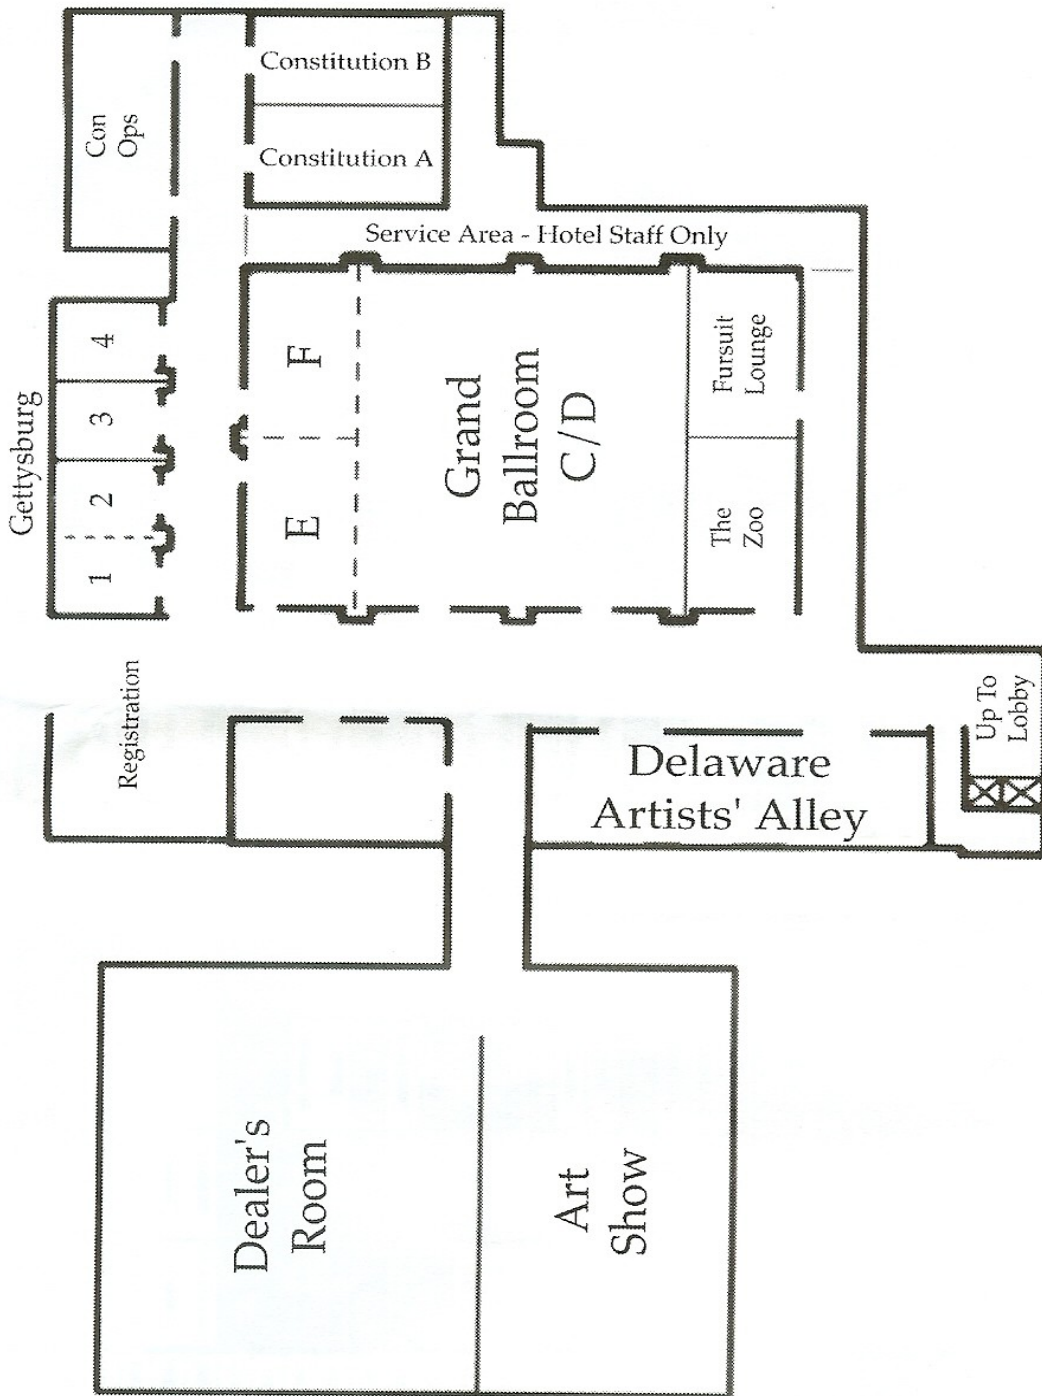 Constitution B
Constitution A
Con
Ops
Service Area - Hotel Staff Only
Gettysburg
1
2
3
4
E
F
Grand
Ballroom
C/D
Fursuit
Lounge
The
Zoo
Registration
Up To
Lobby
Delaware
Artists' Alley
Dealer's
Room
Art
Show